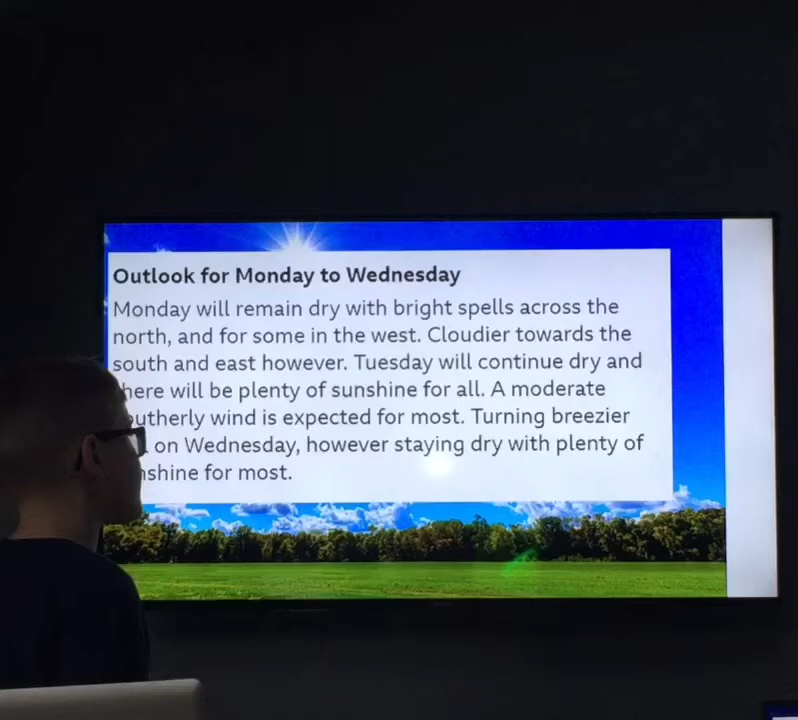 Outlook for Monday to Wednesday
Monday will remain dry with bright spells across the
north, and for some in the west. Cloudier towards the
south and east however. Tuesday will continue dry and
here will be plenty of sunshine for all. A moderate
utherly wind is expected for most. Turning breezier
on Wednesday, however staying dry with plenty of
nshine for most.